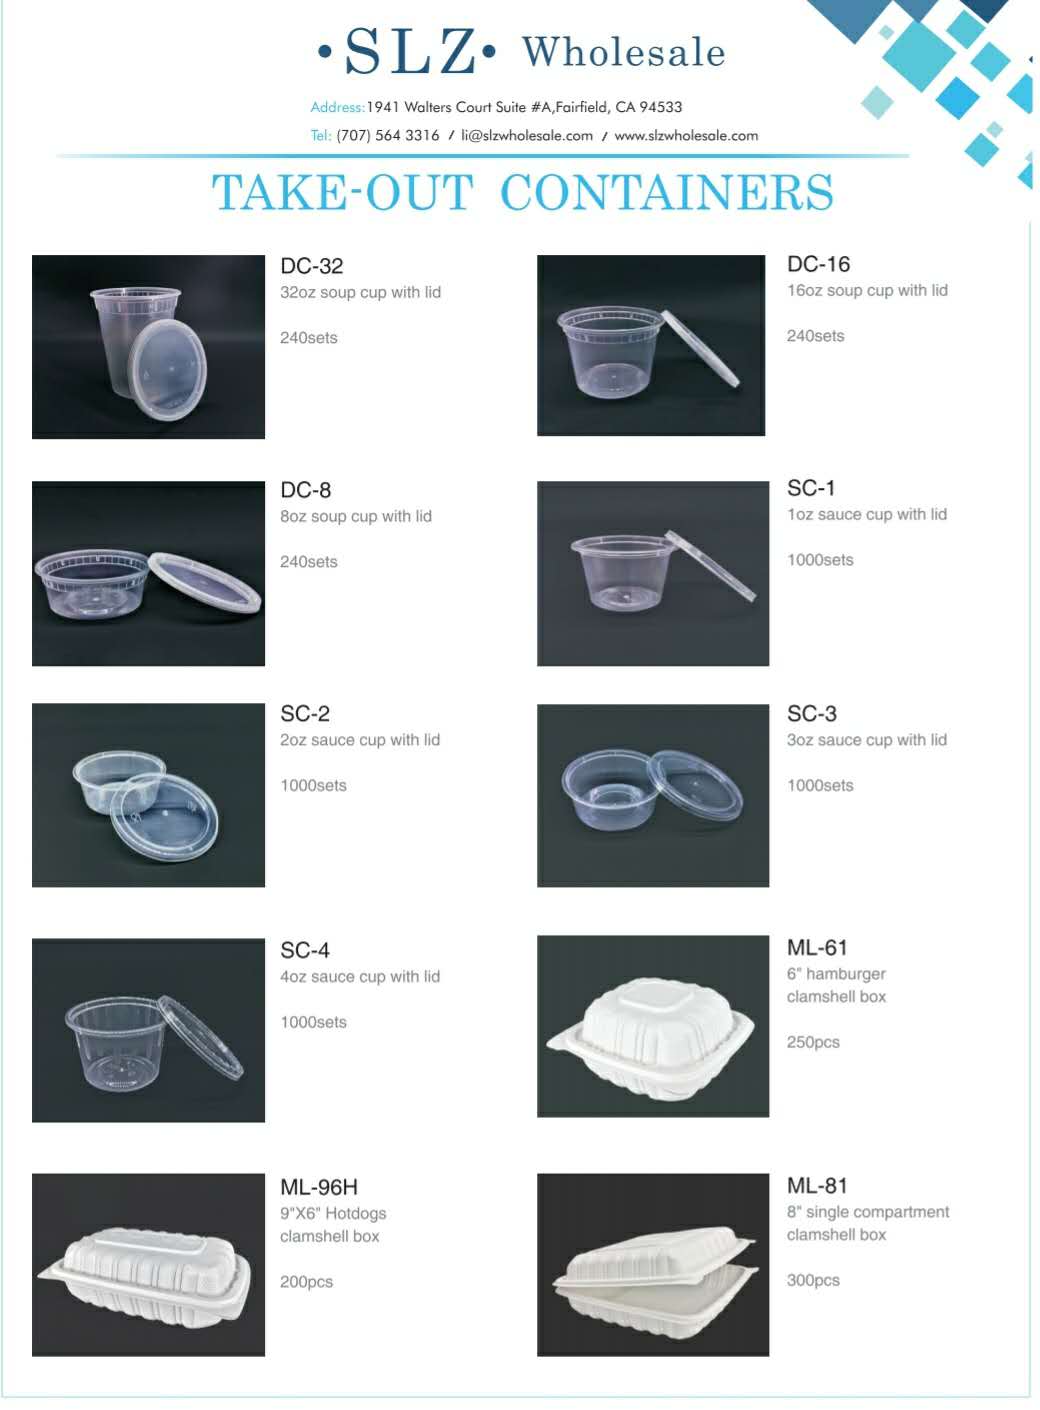 •SLZ• Wholesale
Address:1941 Walters Court Suite #A,Fairfield, CA 94533
Tel: (707) 564 3316 / li@slzwholesale.com / www.slzwholesale.com
TAKE-OUT CONTAINERS
DC-32
32oz soup cup with lid
240sets
DC-16
16oz soup cup with lid
240sets
DC-8
8oz soup cup with lid
240sets
SC-1
1oz sauce cup with lid
1000sets
SC-2
2oz sauce cup with lid
1000sets
SC-3
3oz sauce cup with lid
1000sets
SC-4
4oz sauce cup with lid
1000sets
ML-61
6" hamburger
clamshell box
250pcs
ML-96H
9"X6" Hotdogs
clamshell box
200pcs
ML-81
8" single compartment
clamshell box
300pcs